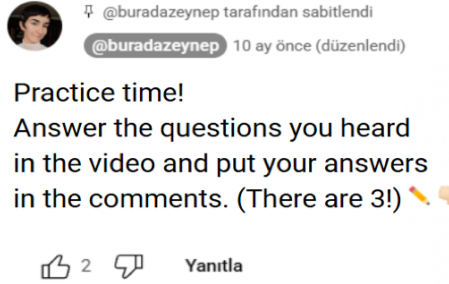 @buradazeynep tarafından sabitlendi
@buradazeynep 10 ay önce (düzenlendi)
Practice time!
Answer the questions you heard
in the video and put your answers
in the comments. (There are 3!) ✏️👇🏻
2 Yanıtla